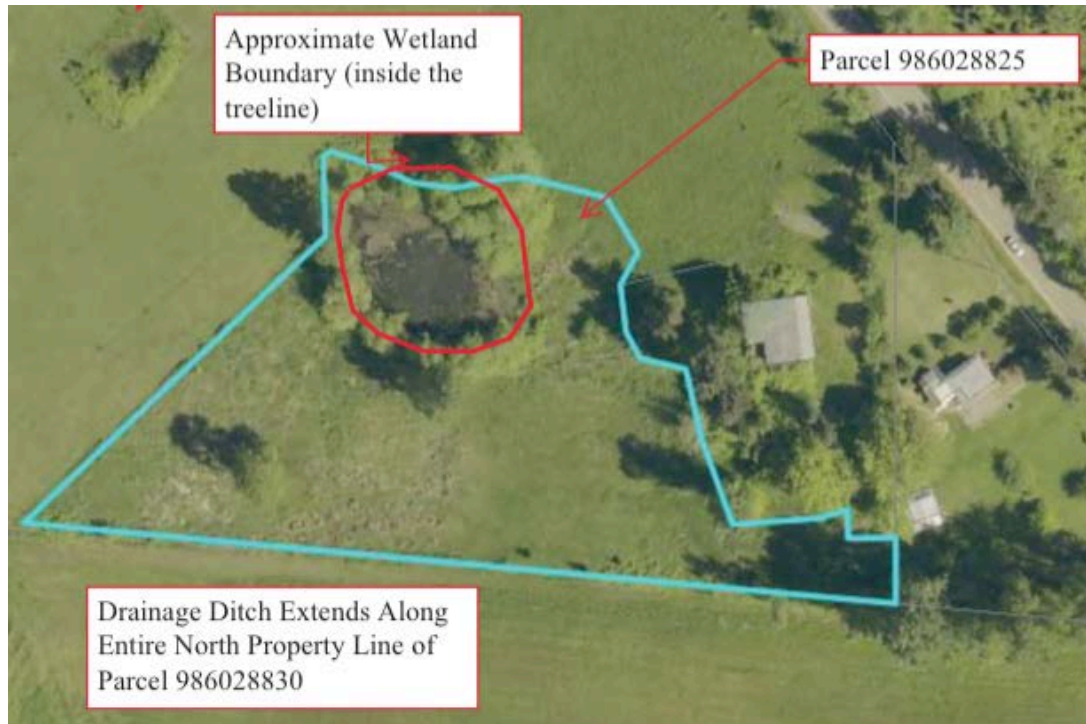 Approximate Wetland
Boundary (inside the
treeline)
Parcel 986028825
Drainage Ditch Extends Along
Entire North Property Line of
Parcel 986028830